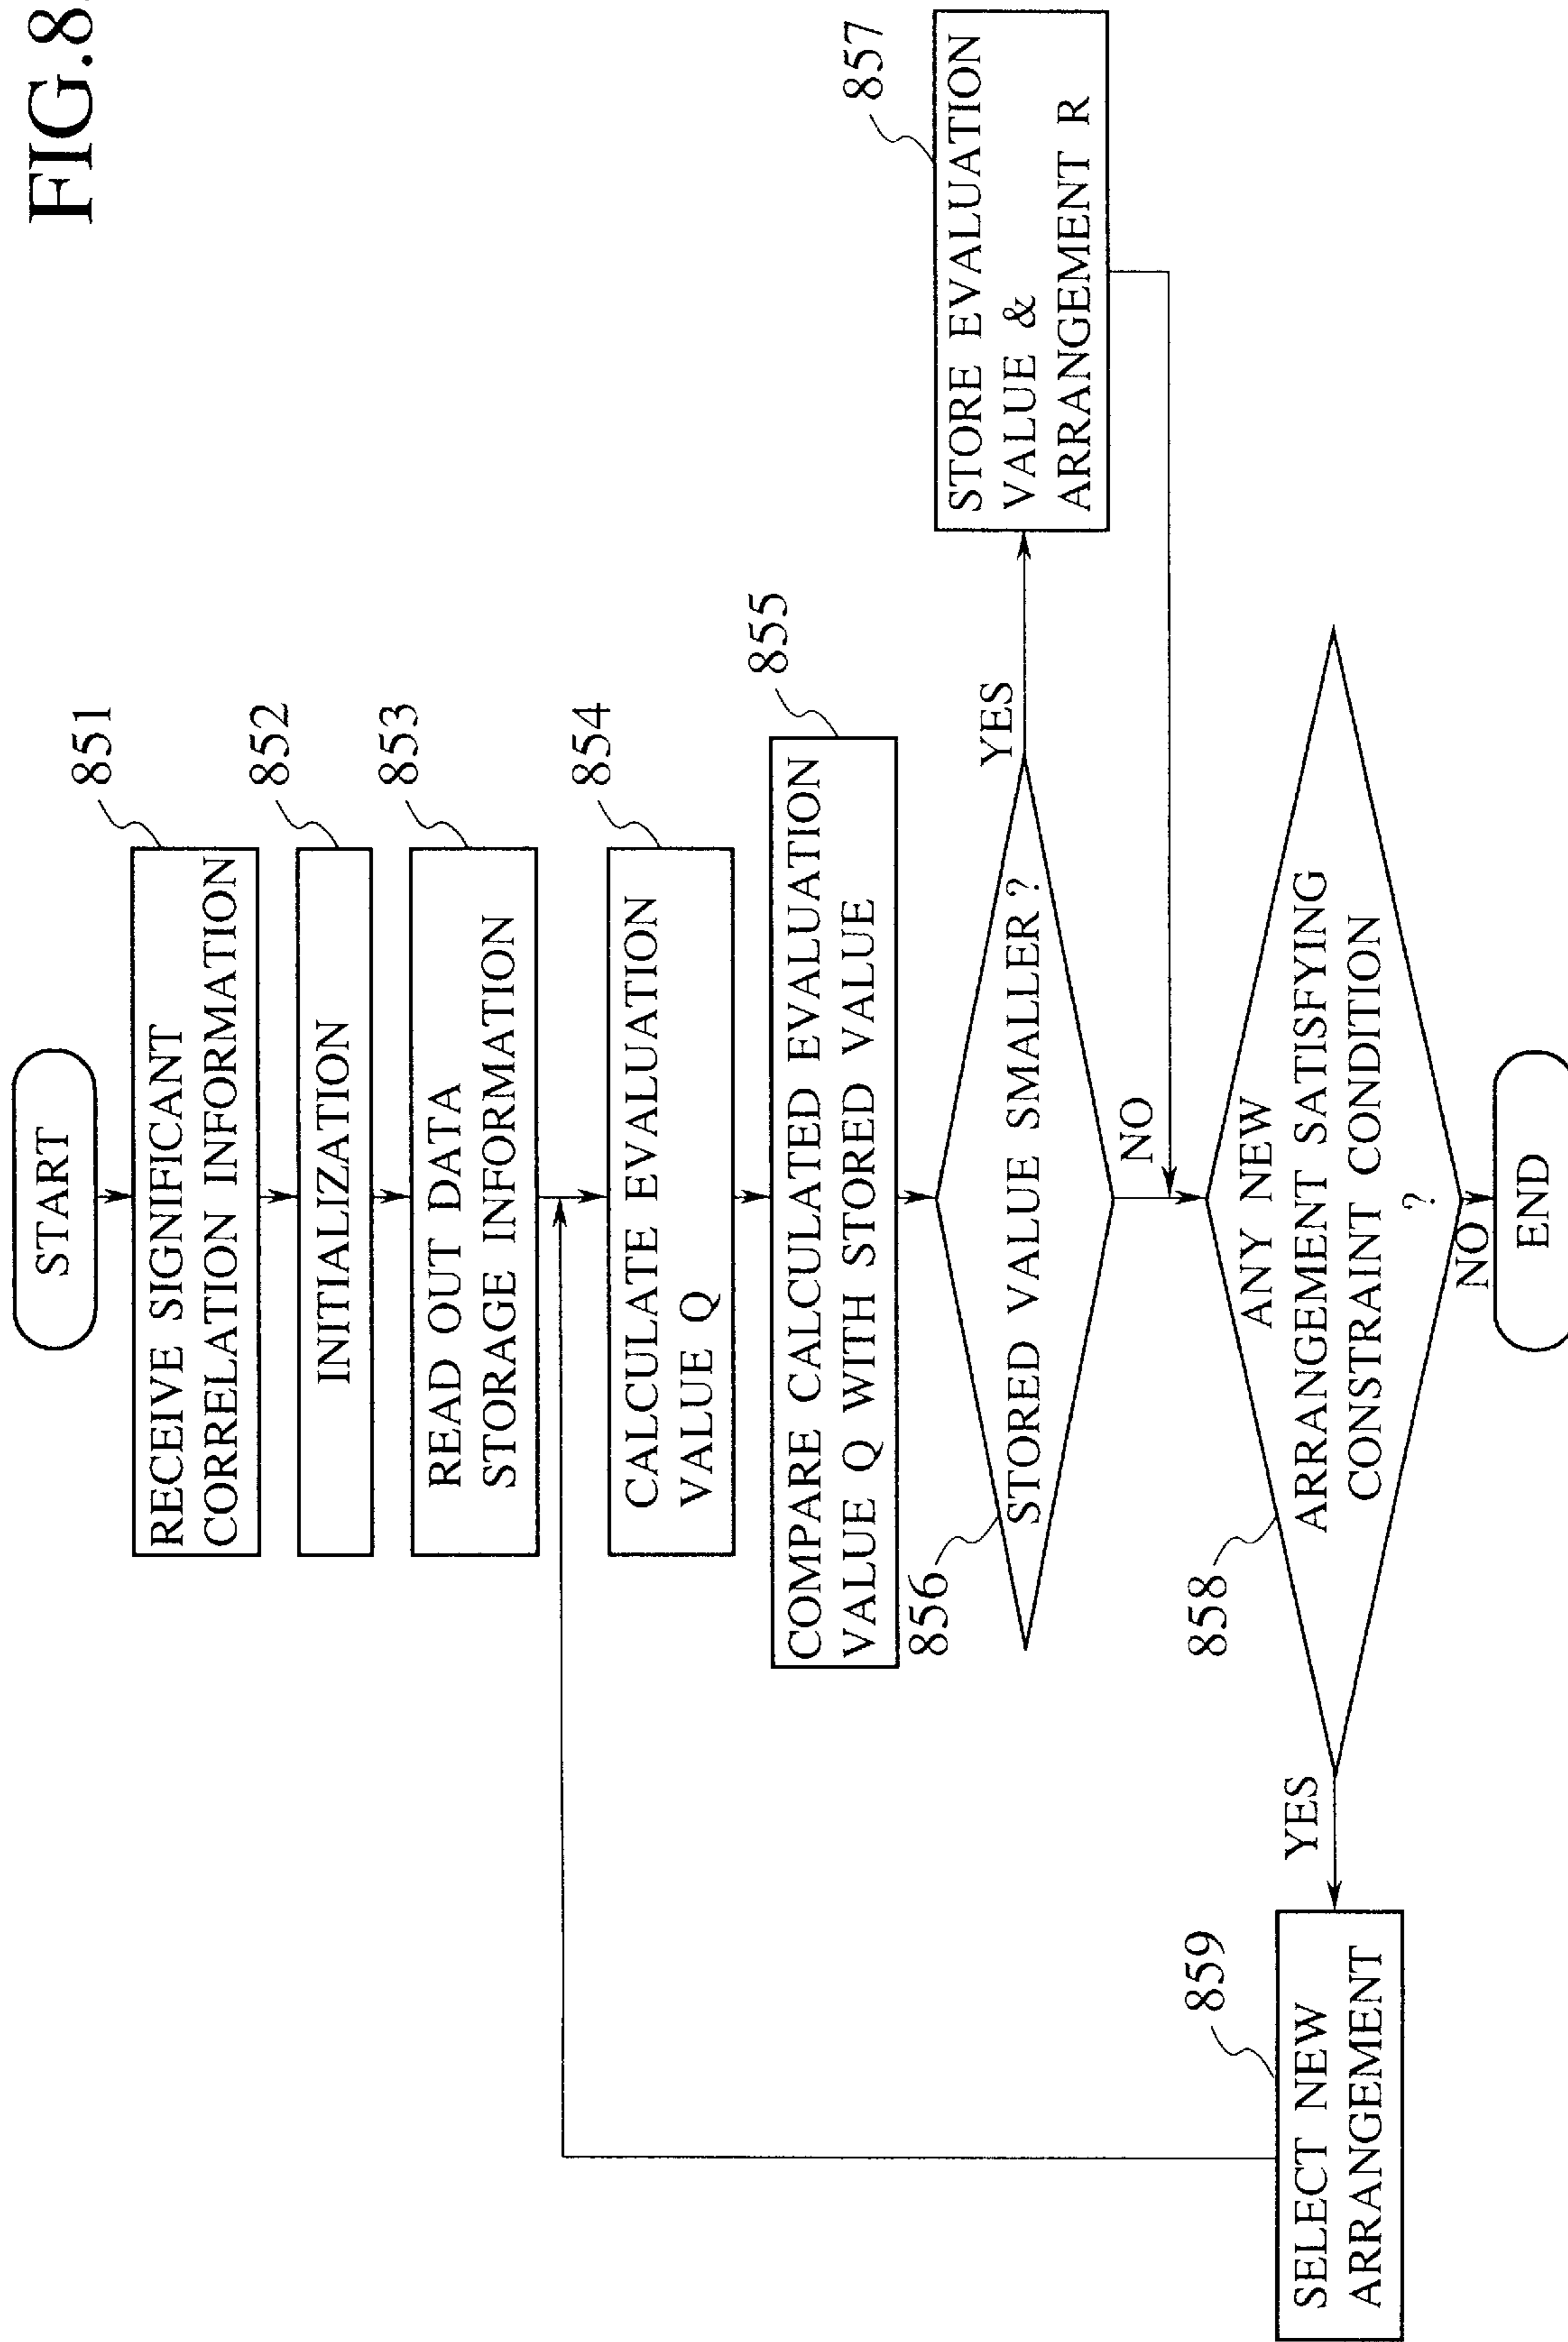 FIG.8
START
RECEIVE SIGNIFICANT
CORRELATION INFORMATION
851
INITIALIZATION
852
READ OUT DATA
STORAGE INFORMATION
853
CALCULATE EVALUATION
VALUE Q
854
COMPARE CALCULATED EVALUATION
VALUE Q WITH STORED VALUE
855
856
STORED VALUE SMALLER ?
YES
NO
STORE EVALUATION
VALUE &
ARRANGEMENT R
857
858
ANY NEW
ARRANGEMENT SATISFYING
CONSTRAINT CONDITION
?
YES
NO
SELECT NEW
ARRANGEMENT
859
END